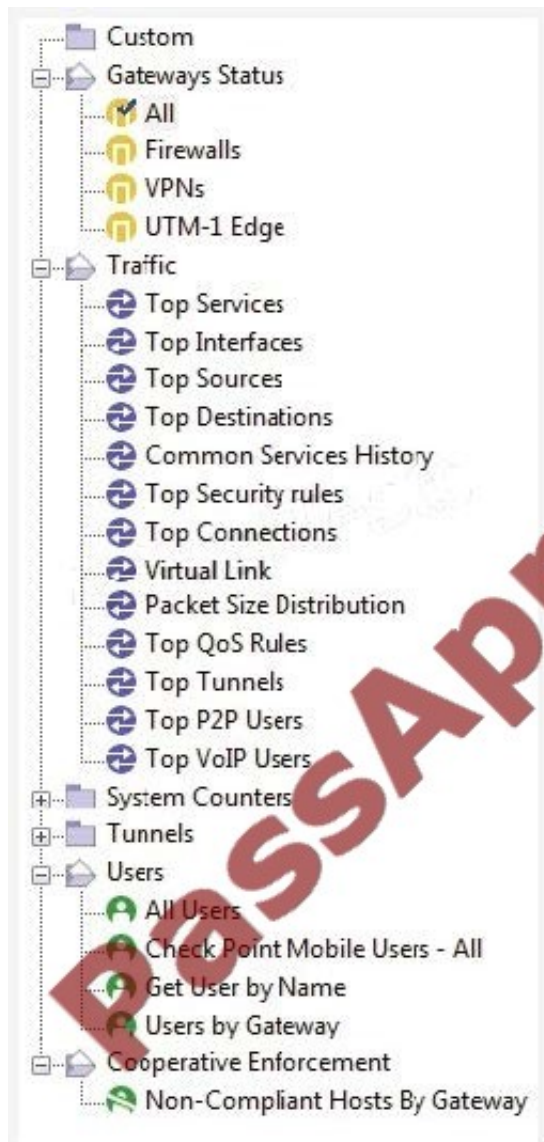 Custom
Gateways Status
All
Firewalls
VPNs
UTM-1 Edge
Traffic
Top Services
Top Interfaces
Top Sources
Top Destinations
Common Services History
Top Security rules
Top Connections
Virtual Link
Packet Size Distribution
Top QoS Rules
Top Tunnels
Top P2P Users
Top VoIP Users
System Counters
Tunnels
Users
All Users
Check Point Mobile Users - All
Get User by Name
Users by Gateway
Cooperative Enforcement
Non-Compliant Hosts By Gateway